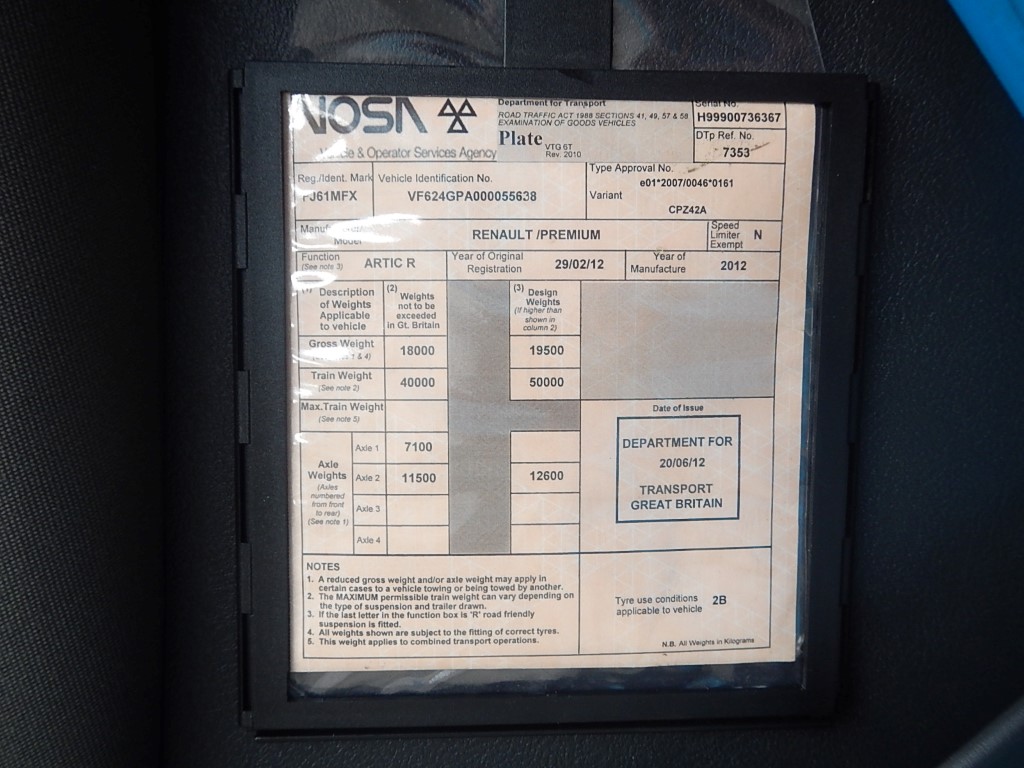 VOSA
Vehicle & Operator Services Agency
Department for Transport
ROAD TRAFFIC ACT 1988 SECTIONS 41, 49, 57 & 58
EXAMINATION OF GOODS VEHICLES
Plate VTG 6T
Rev. 2010
Serial No.
H99900736367
DTp Ref. No.
7353
Reg./Ident. Mark
FJ61MFX
Vehicle Identification No.
VF624GPA000055638
Type Approval No.
e01*2007/0046*0161
Variant
CPZ42A
Model
RENAULT /PREMIUM
Speed
Limiter
Exempt N
Function
(See note 3)
ARTIC R
Year of Original
Registration
29/02/12
Year of
Manufacture
2012
(1) Description
of Weights
Applicable
to vehicle
(2) Weights
not to be
exceeded
in Gt. Britain
(3) Design
Weights
(If higher than
shown in
column 2)
Gross Weight
18000
19500
Train Weight
(See note 2)
40000
50000
Max.Train Weight
(See note 5)
Axle
Weights
(Axles
numbered
from front
to rear)
(See note 1)
Axle 1 7100
Axle 2 11500 12600
Axle 3
Axle 4
Date of Issue
DEPARTMENT FOR
20/06/12
TRANSPORT
GREAT BRITAIN
NOTES
1. A reduced gross weight and/or axle weight may apply in
certain cases to a vehicle towing or being towed by another.
2. The MAXIMUM permissible train weight can vary depending on
the type of suspension and trailer drawn.
3. If the last letter in the function box is 'R' road friendly
suspension is fitted.
4. All weights shown are subject to the fitting of correct tyres.
5. This weight applies to combined transport operations.
Tyre use conditions
applicable to vehicle 2B
N.B. All Weights in Kilograms